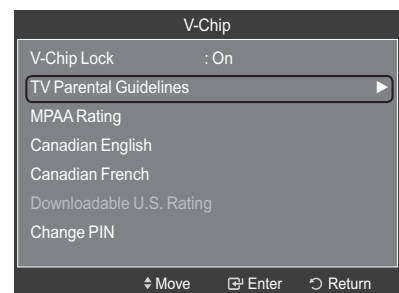 V-Chip
V-Chip Lock : On
TV Parental Guidelines
MPAA Rating
Canadian English
Canadian French
Downloadable U.S. Rating
Change PIN
Move Enter Return